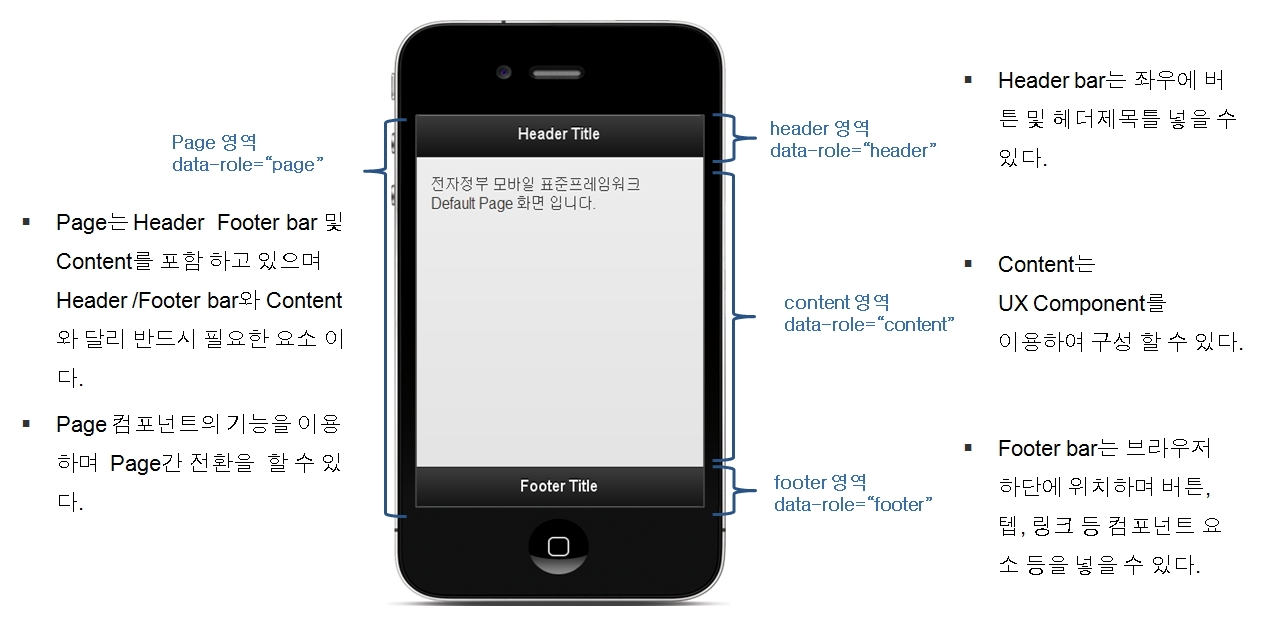 Page 영역
data-role=“page”
▪ Page는 Header  Footer bar 및
Content를 포함 하고 있으며
Header /Footer bar와 Content
와 달리 반드시 필요한 요소 이
다.
▪ Page 컴포넌트의 기능을 이용
하며  Page간 전환을  할 수 있
다.
Header Title
전자정부 모바일 표준프레임워크
Default Page 화면 입니다.
Footer Title
header 영역
data-role=“header”
content 영역
data-role=“content”
footer 영역
data-role=“footer”
▪ Header bar는 좌우에 버
튼 및 헤더제목틀 넣을 수
있다.
▪ Content는
UX Component를
이용하여 구성 할 수 있다.
▪ Footer bar는 브라우저
하단에 위치하며 버튼,
텝, 링크 등 컴포넌트 요
소 등을 넣을 수 있다.